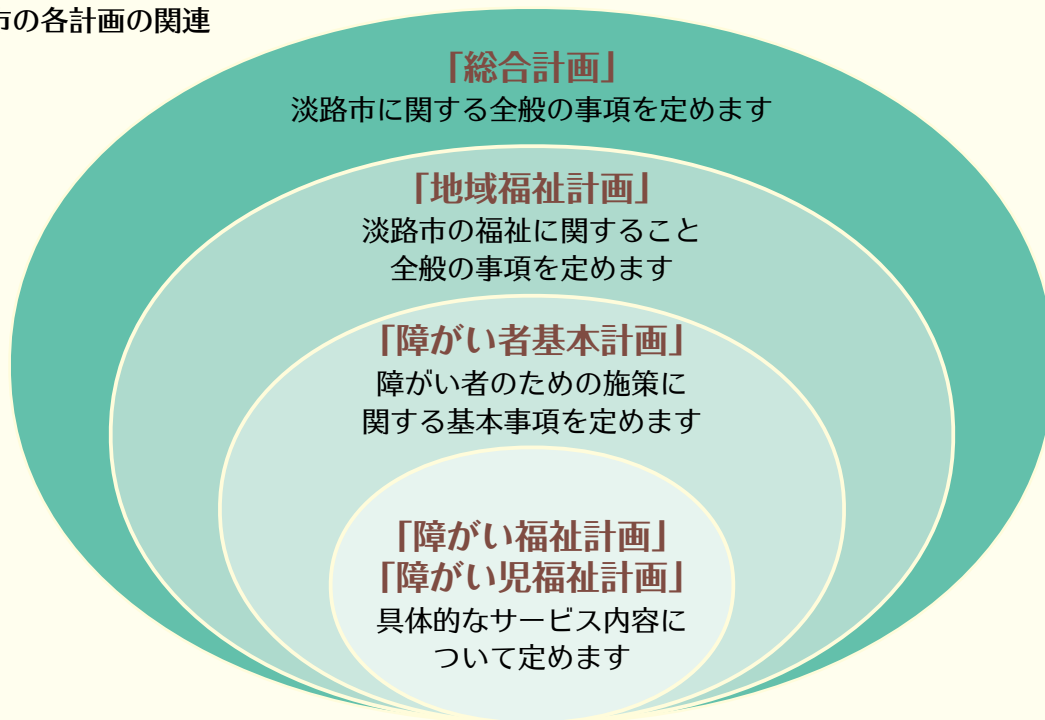 市の各計画の関連
「総合計画」
淡路市に関する全般の事項を定めます
「地域福祉計画」
淡路市の福祉に関すること
全般の事項を定めます
「障がい者基本計画」
障がい者のための施策に
関する基本事項を定めます
「障がい福祉計画」
「障がい児福祉計画」
具体的なサービス内容に
ついて定めます